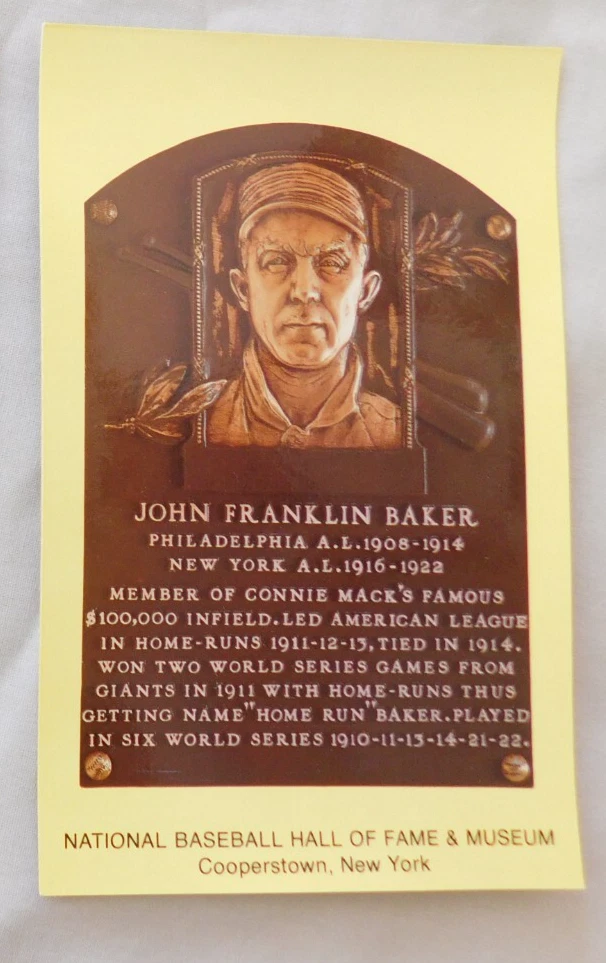 JOHN FRANKLIN BAKER
PHILADELPHIA A.L. 1908-1914
NEW YORK A.L. 1916-1922
MEMBER OF CONNIE MACK'S FAMOUS
$100,000 INFIELD. LED AMERICAN LEAGUE
IN HOME-RUNS 1911-12-13, TIED IN 1914.
WON TWO WORLD SERIES GAMES FROM
GIANTS IN 1911 WITH HOME-RUNS THUS
GETTING NAME "HOME RUN" BAKER. PLAYED
IN SIX WORLD SERIES 1910-11-13-14-21-22.
NATIONAL BASEBALL HALL OF FAME & MUSEUM
Cooperstown, New York